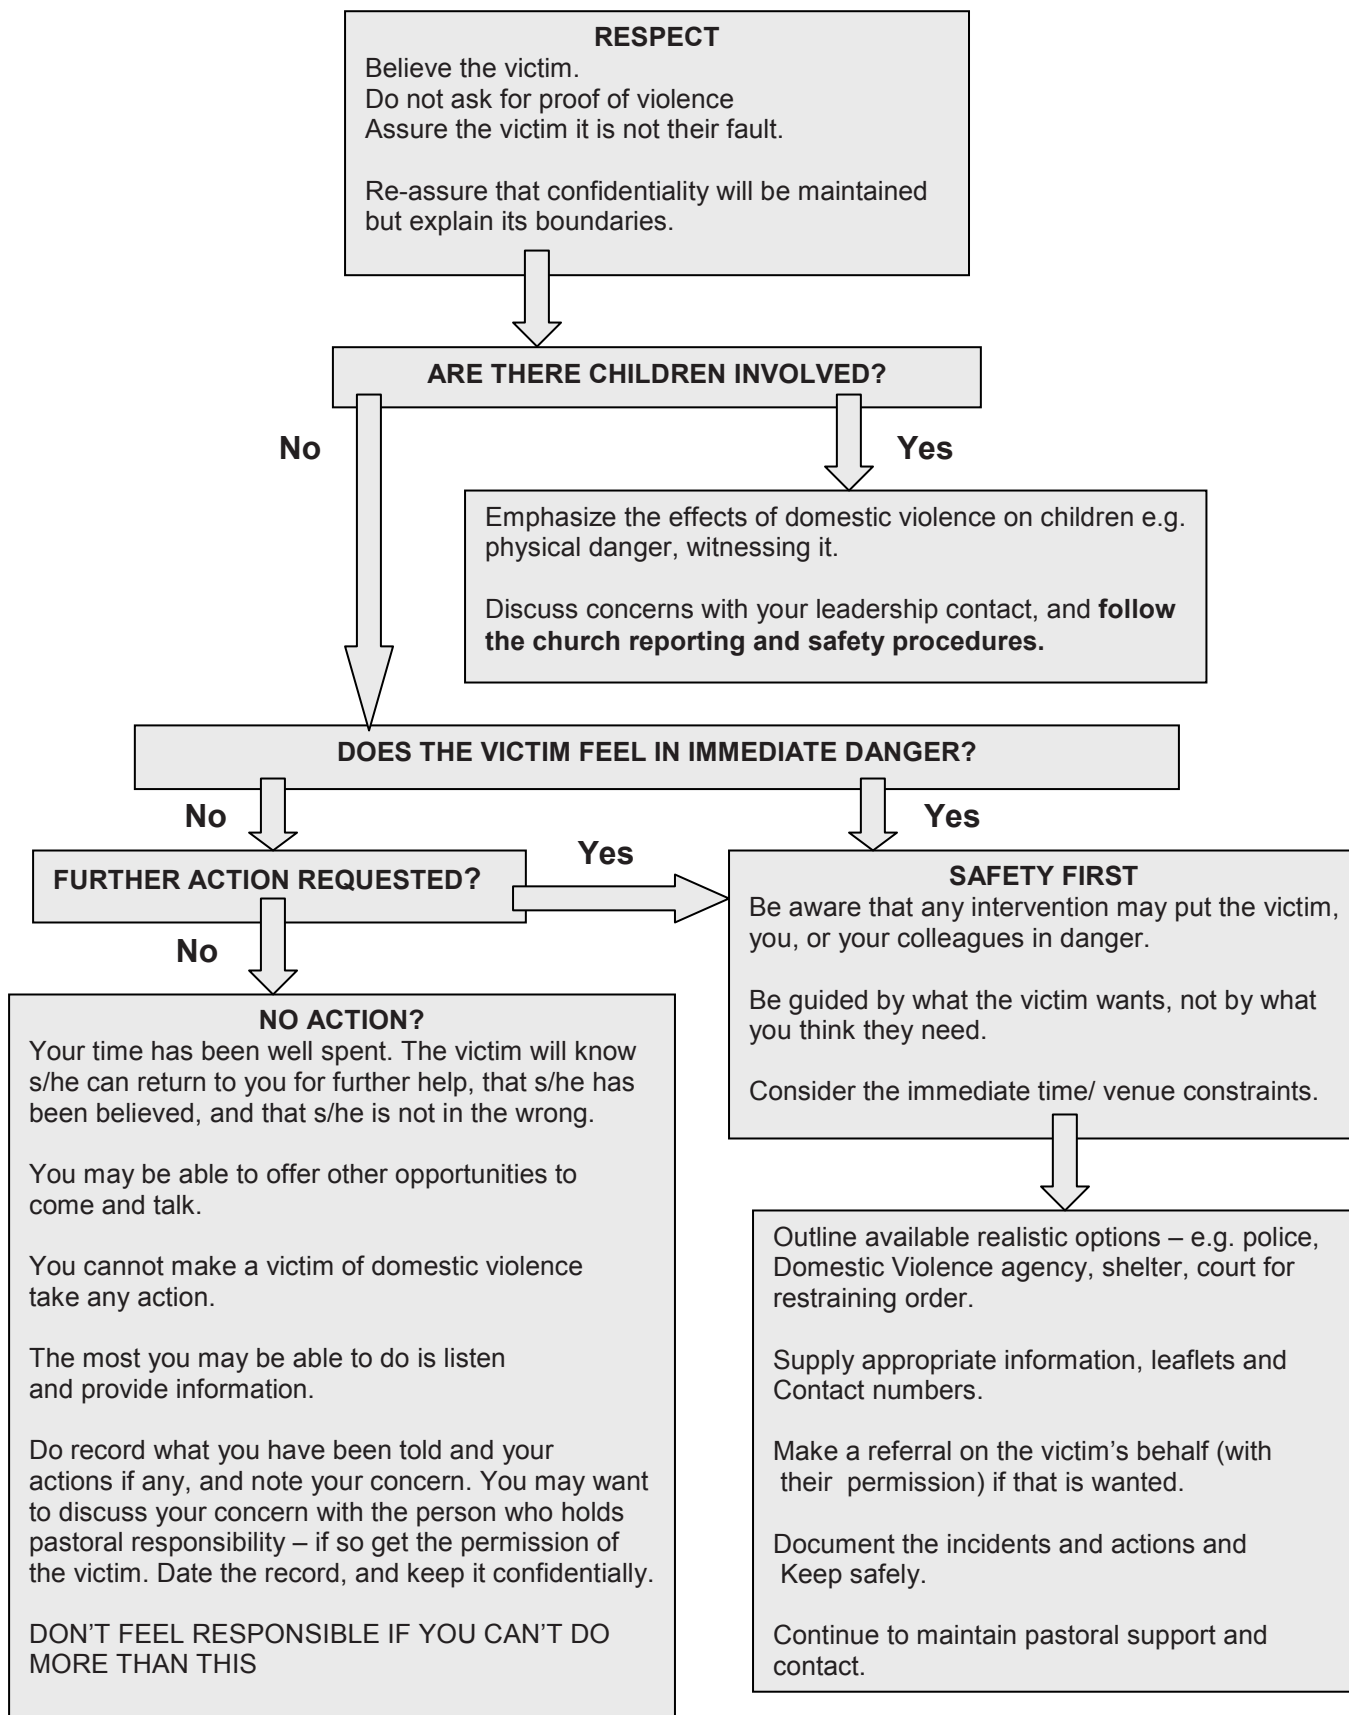 RESPECT
Believe the victim.
Do not ask for proof of violence
Assure the victim it is not their fault.
Re-assure that confidentiality will be maintained
but explain its boundaries.
ARE THERE CHILDREN INVOLVED?
No
Yes
Emphasize the effects of domestic violence on children e.g.
physical danger, witnessing it.
Discuss concerns with your leadership contact, and follow
the church reporting and safety procedures.
DOES THE VICTIM FEEL IN IMMEDIATE DANGER?
No
Yes
FURTHER ACTION REQUESTED?
Yes
No
SAFETY FIRST
Be aware that any intervention may put the victim,
you, or your colleagues in danger.
Be guided by what the victim wants, not by what
you think they need.
Consider the immediate time/ venue constraints.
NO ACTION?
Your time has been well spent. The victim will know
s/he can return to you for further help, that s/he has
been believed, and that s/he is not in the wrong.
You may be able to offer other opportunities to
come and talk.
You cannot make a victim of domestic violence
take any action.
The most you may be able to do is listen
and provide information.
Do record what you have been told and your
actions if any, and note your concern. You may want
to discuss your concern with the person who holds
pastoral responsibility – if so get the permission of
the victim. Date the record, and keep it confidentially.
DON'T FEEL RESPONSIBLE IF YOU CAN'T DO
MORE THAN THIS
Outline available realistic options – e.g. police,
Domestic Violence agency, shelter, court for
restraining order.
Supply appropriate information, leaflets and
Contact numbers.
Make a referral on the victim's behalf (with
their permission) if that is wanted.
Document the incidents and actions and
Keep safely.
Continue to maintain pastoral support and
contact.